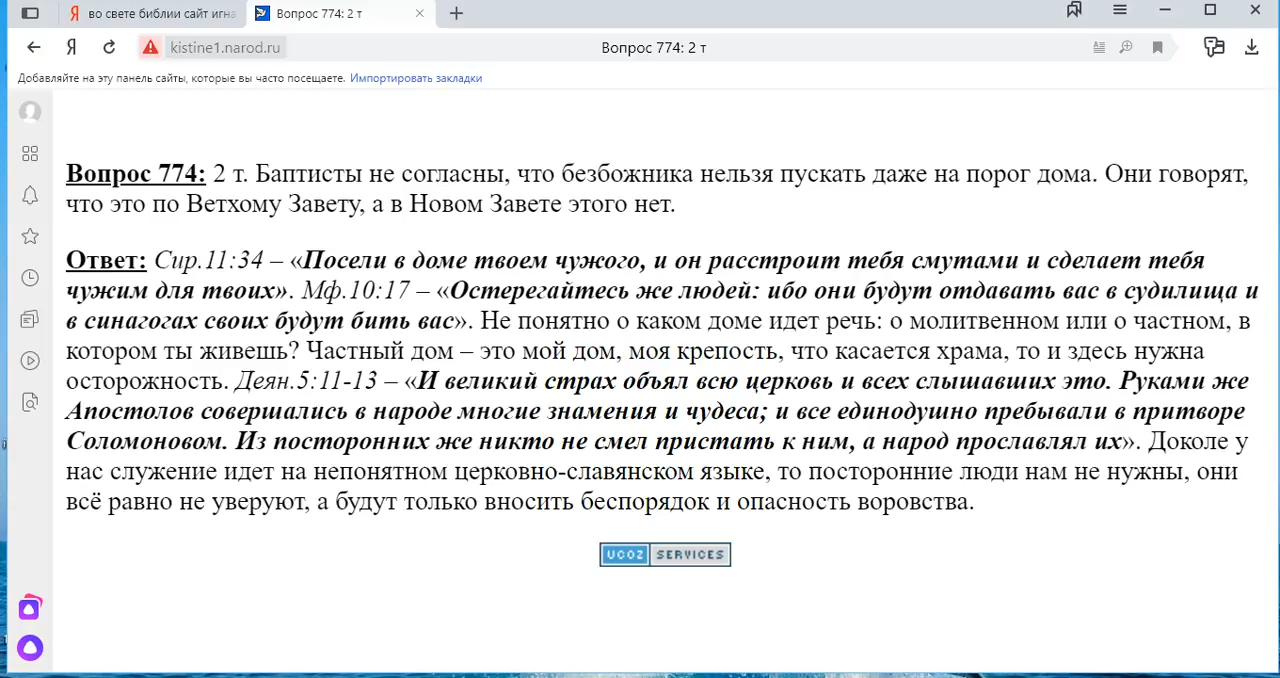 во свете библии сайт игна
Вопрос 774: 2 т
kistine1.narod.ru
Вопрос 774: 2 т
Добавляйте на эту панель сайты, которые вы часто посещаете. Импортировать закладки
Вопрос 774: 2 т. Баптисты не согласны, что безбожника нельзя пускать даже на порог дома. Они говорят,
что это по Ветхому Завету, а в Новом Завете этого нет.
Ответ: Сир.11:34 – «Посели в доме твоем чужого, и он расстроит тебя смутами и сделает тебя
чужим для твоих». Мф.10:17 – «Остерегайтесь же людей: ибо они будут отдавать вас в судилища и
в синагогах своих будут бить вас». Не понятно о каком доме идет речь: о молитвенном или о частном, в
котором ты живешь? Частный дом – это мой дом, моя крепость, что касается храма, то и здесь нужна
осторожность. Деян.5:11-13 – «И великий страх объял всю церковь и всех слышавших это. Руками же
Апостолов совершались в народе многие знамения и чудеса; и все единодушно пребывали в притворе
Соломоновом. Из посторонних же никто не смел пристать к ним, а народ прославлял их». Доколе у
нас служение идет на непонятном церковно-славянском языке, то посторонние люди нам не нужны, они
всё равно не уверуют, а будут только вносить беспорядок и опасность воровства.
UCOZ SERVICES